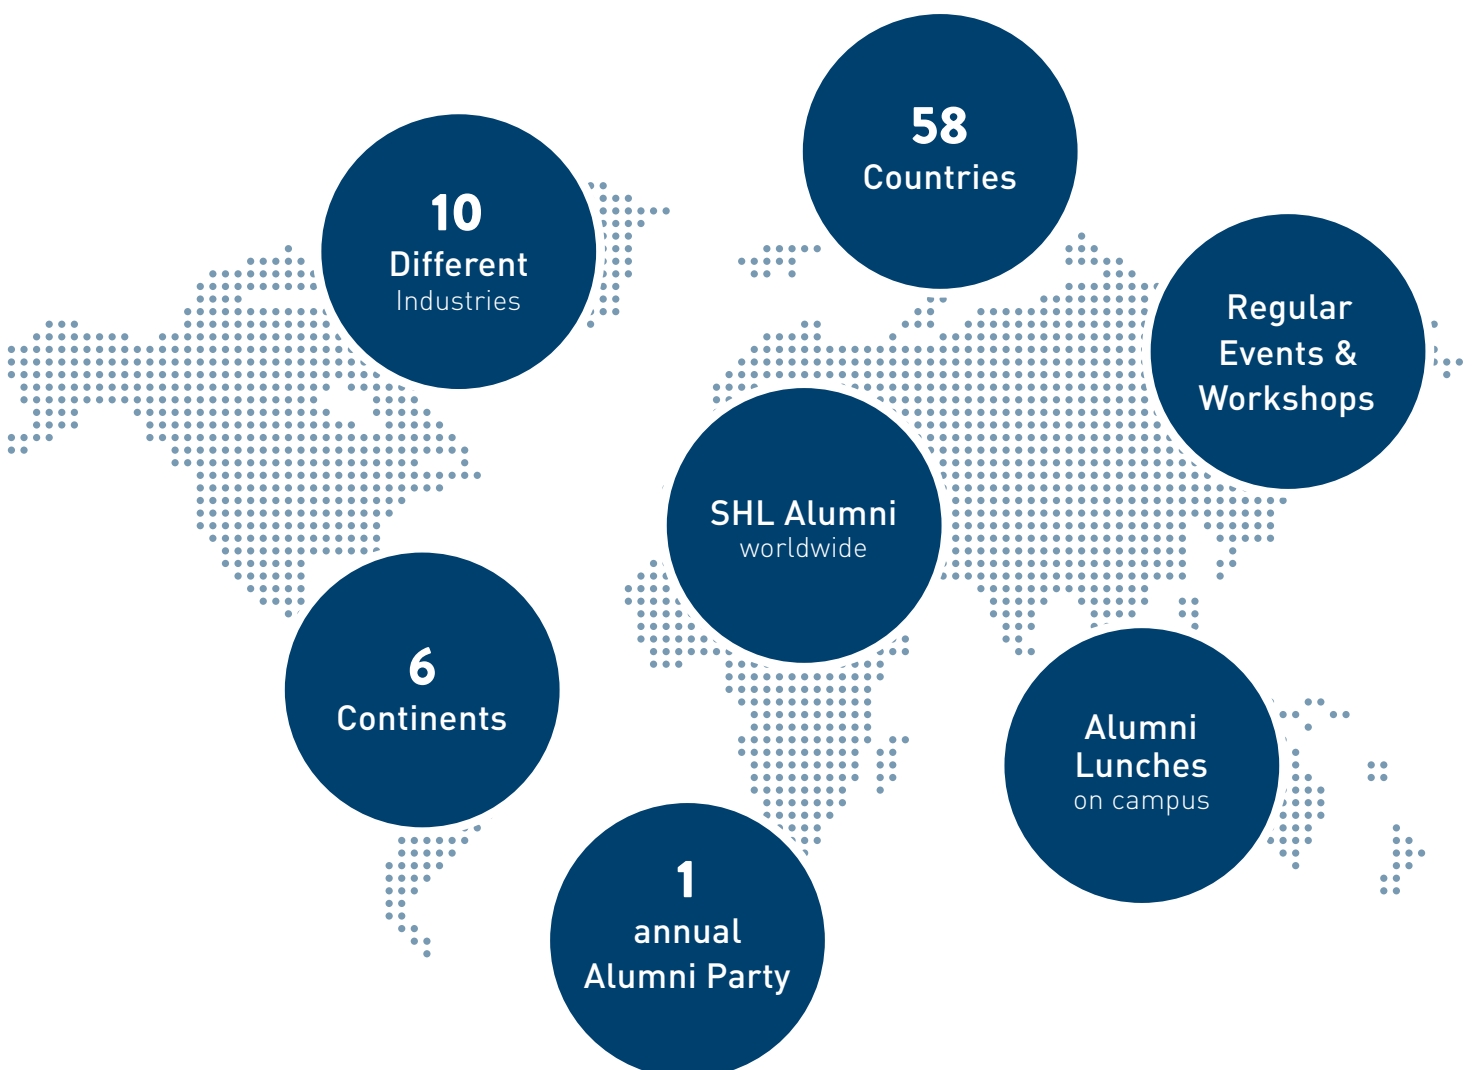 58
Countries
10
Different
Industries
Regular
Events &
Workshops
SHL Alumni
worldwide
6
Continents
Alumni
Lunches
on campus
1
annual
Alumni Party